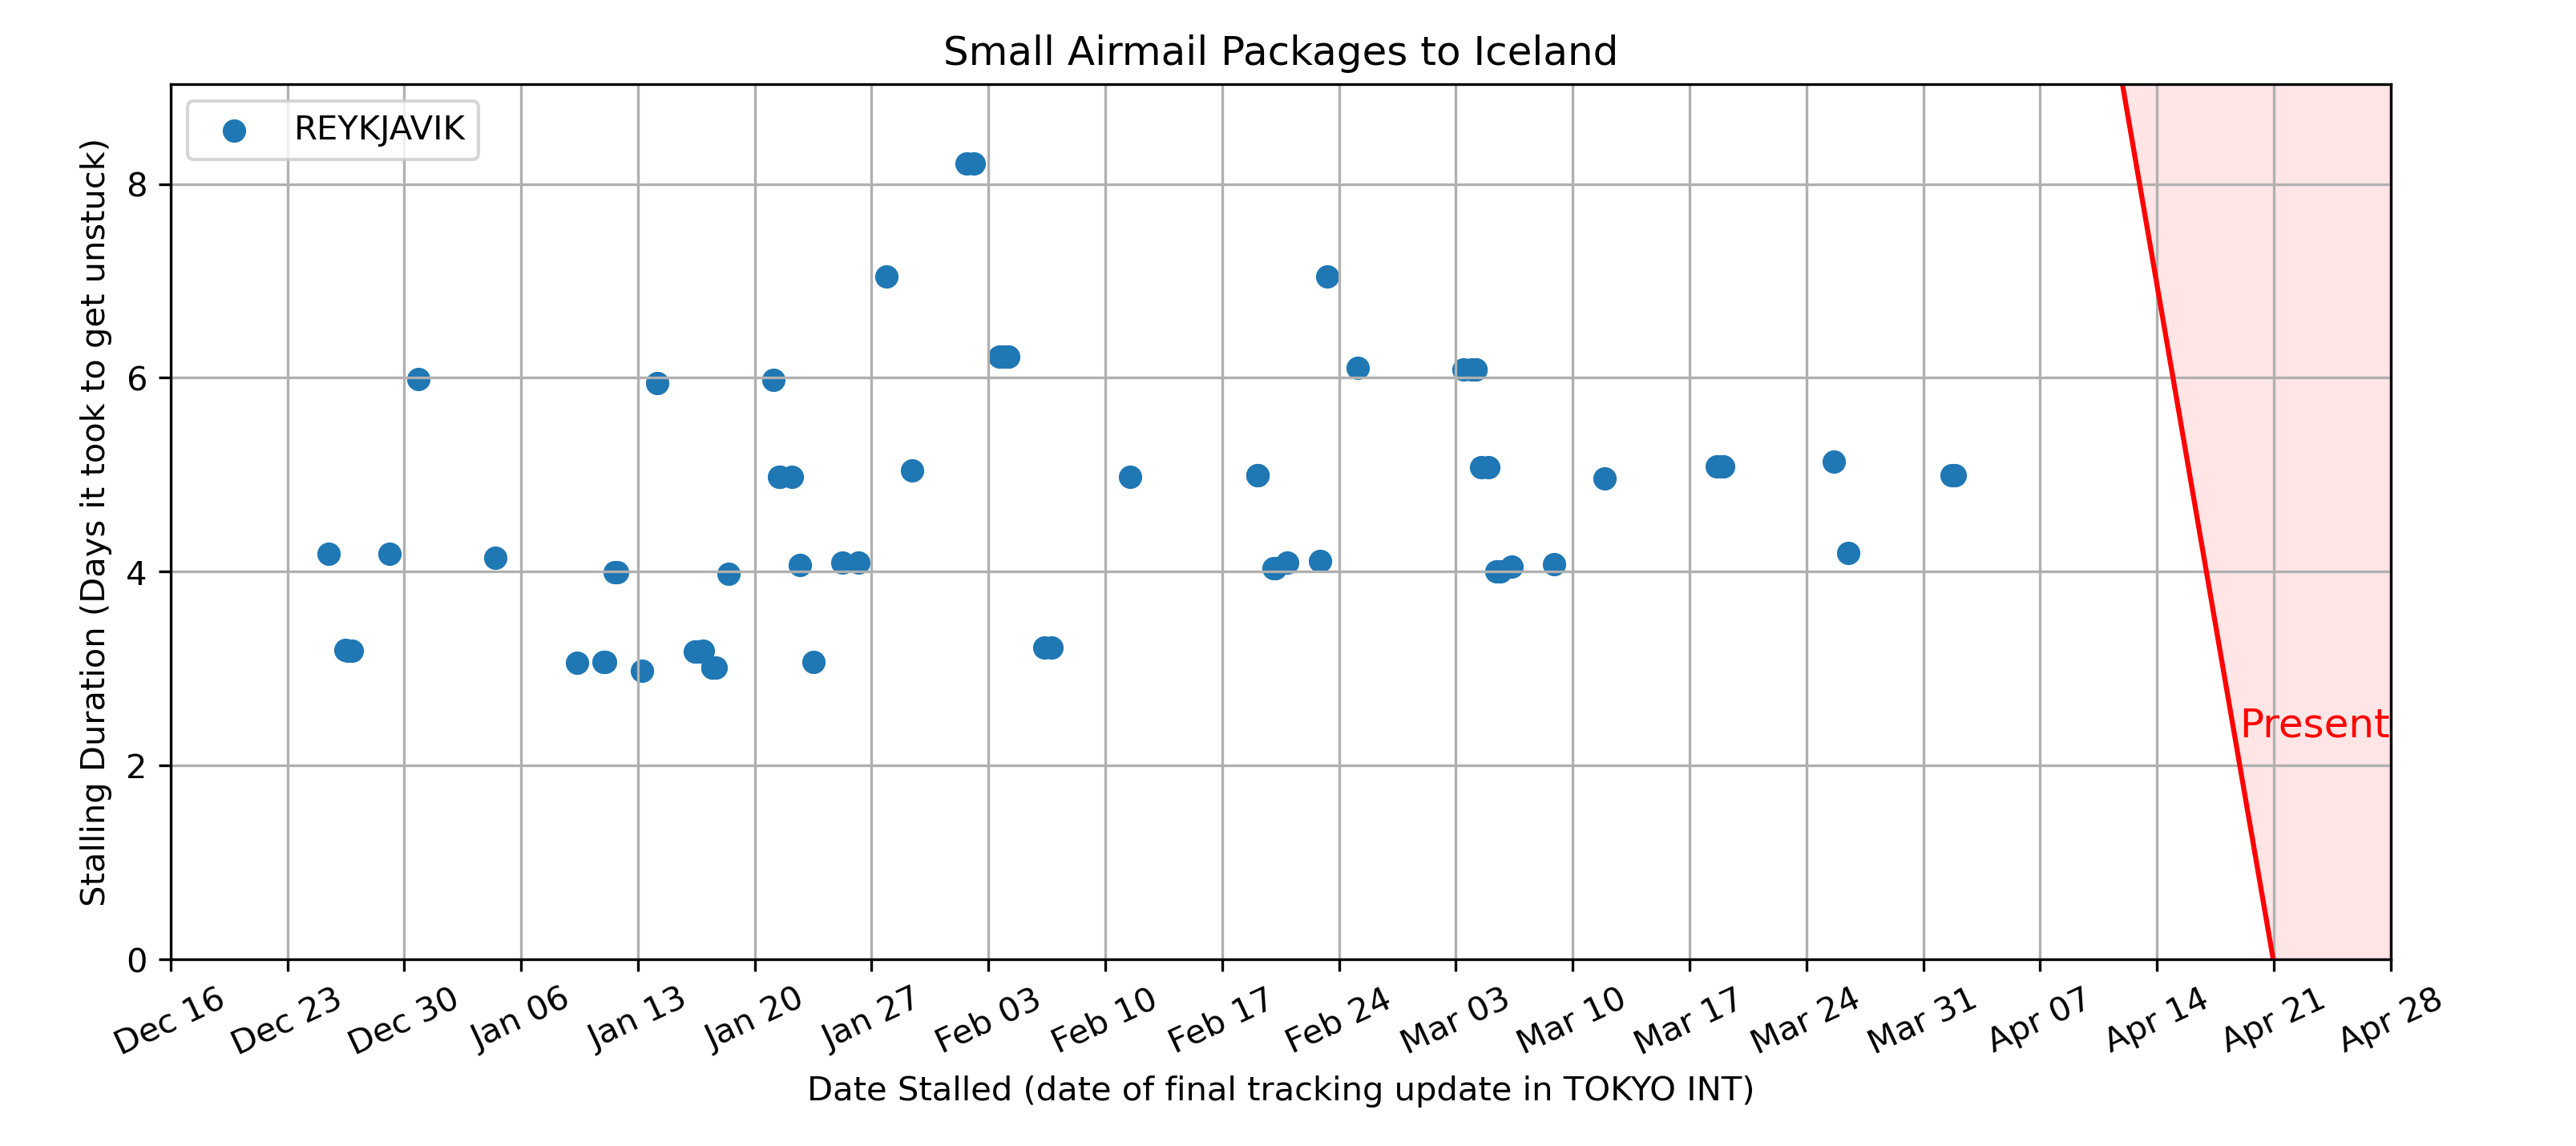 Small Airmail Packages to Iceland
REYKJAVIK
Stalling Duration (Days it took to get unstuck)
8
6
4
2
0
Present
Dec 16
Dec 23
Dec 30
Jan 06
Jan 13
Jan 20
Jan 27
Feb 03
Feb 10
Feb 17
Feb 24
Mar 03
Mar 10
Mar 17
Mar 24
Mar 31
Apr 07
Apr 14
Apr 21
Apr 28
Date Stalled (date of final tracking update in TOKYO INT)